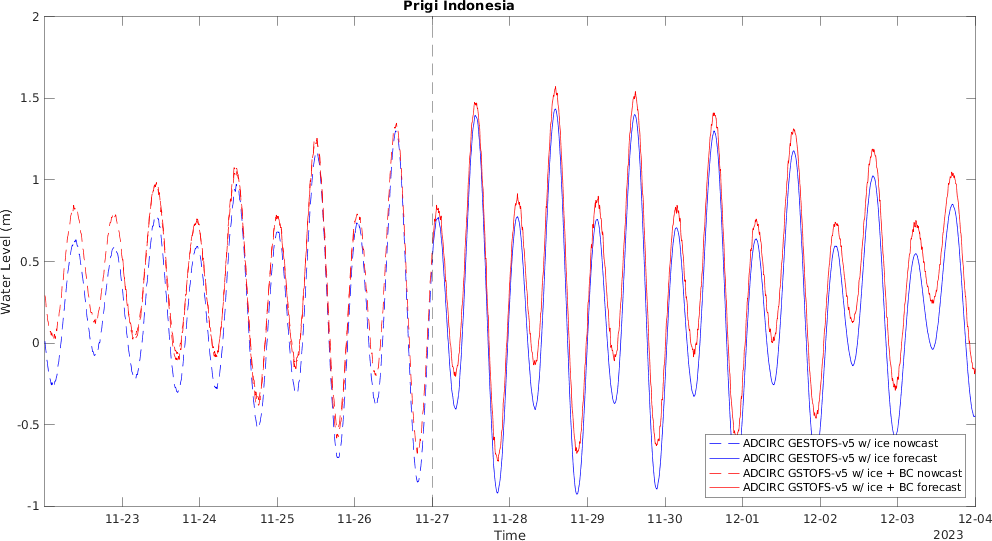 Prigi Indonesia
2
1.5
1
0.5
0
-0.5
-1
Water Level (m)
ADCIRC GESTOFS-v5 w/ ice nowcast
ADCIRC GESTOFS-v5 w/ ice forecast
ADCIRC GSTOFS-v5 w/ ice + BC nowcast
ADCIRC GSTOFS-v5 w/ ice + BC forecast
11-23 11-24 11-25 11-26 11-27 11-28 11-29 11-30 12-01 12-02 12-03 12-04
Time
2023